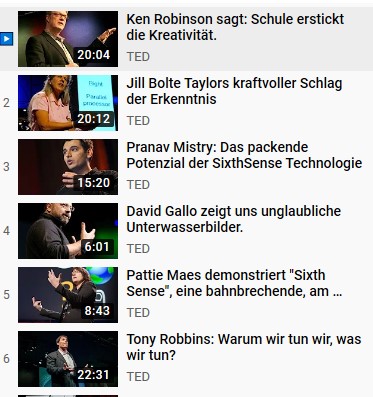 Ken Robinson sagt: Schule erstickt
die Kreativität.
TED
20:04
2
Jill Bolte Taylors kraftvoller Schlag
der Erkenntnis
TED
Right
Parallel
processor
20:12
3
Pranav Mistry: Das packende
Potenzial der SixthSense Technologie
TED
15:20
4
David Gallo zeigt uns unglaubliche
Unterwasserbilder.
TED
6:01
5
Pattie Maes demonstriert "Sixth
Sense", eine bahnbrechende, am ...
TED
8:43
6
Tony Robbins: Warum wir tun wir, was
wir tun?
TED
22:31